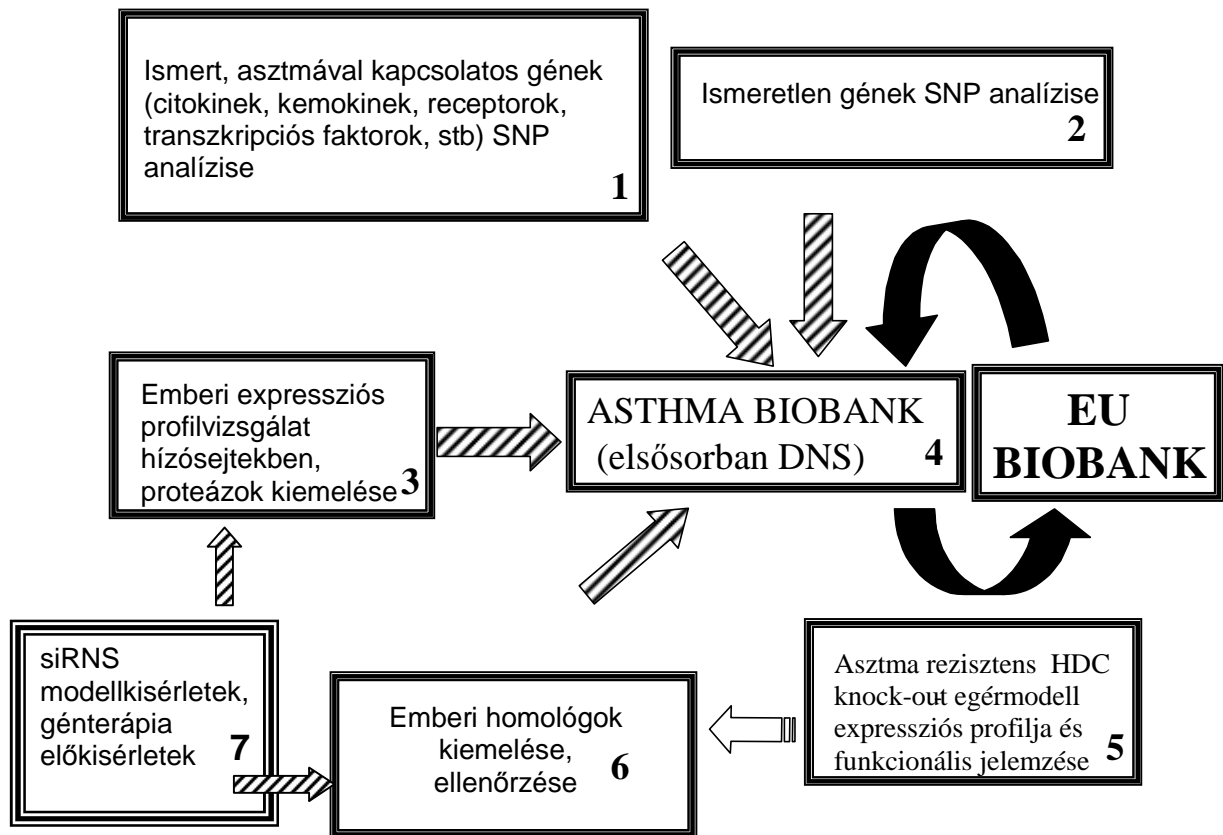 Ismert, asztmával kapcsolatos gének
(citokinek, kemokinek, receptorok,
transzkripciós faktorok, stb) SNP
analízise
1
Ismeretlen gének SNP analízise
2
Emberi expressziós
profilvizsgálat
hízósejtekben,
proteázok kiemelése
3
ASTHMA BIOBANK
(elsősorban DNS)
4
EU
BIOBANK
siRNS
modellkisérletek,
génterápia
előkisérletek
7
Emberi homológok
kiemelése,
ellenőrzése
6
Asztma rezisztens HDC
knock-out egérmodell
expressziós profilja és
funkcionális jelemzése
5